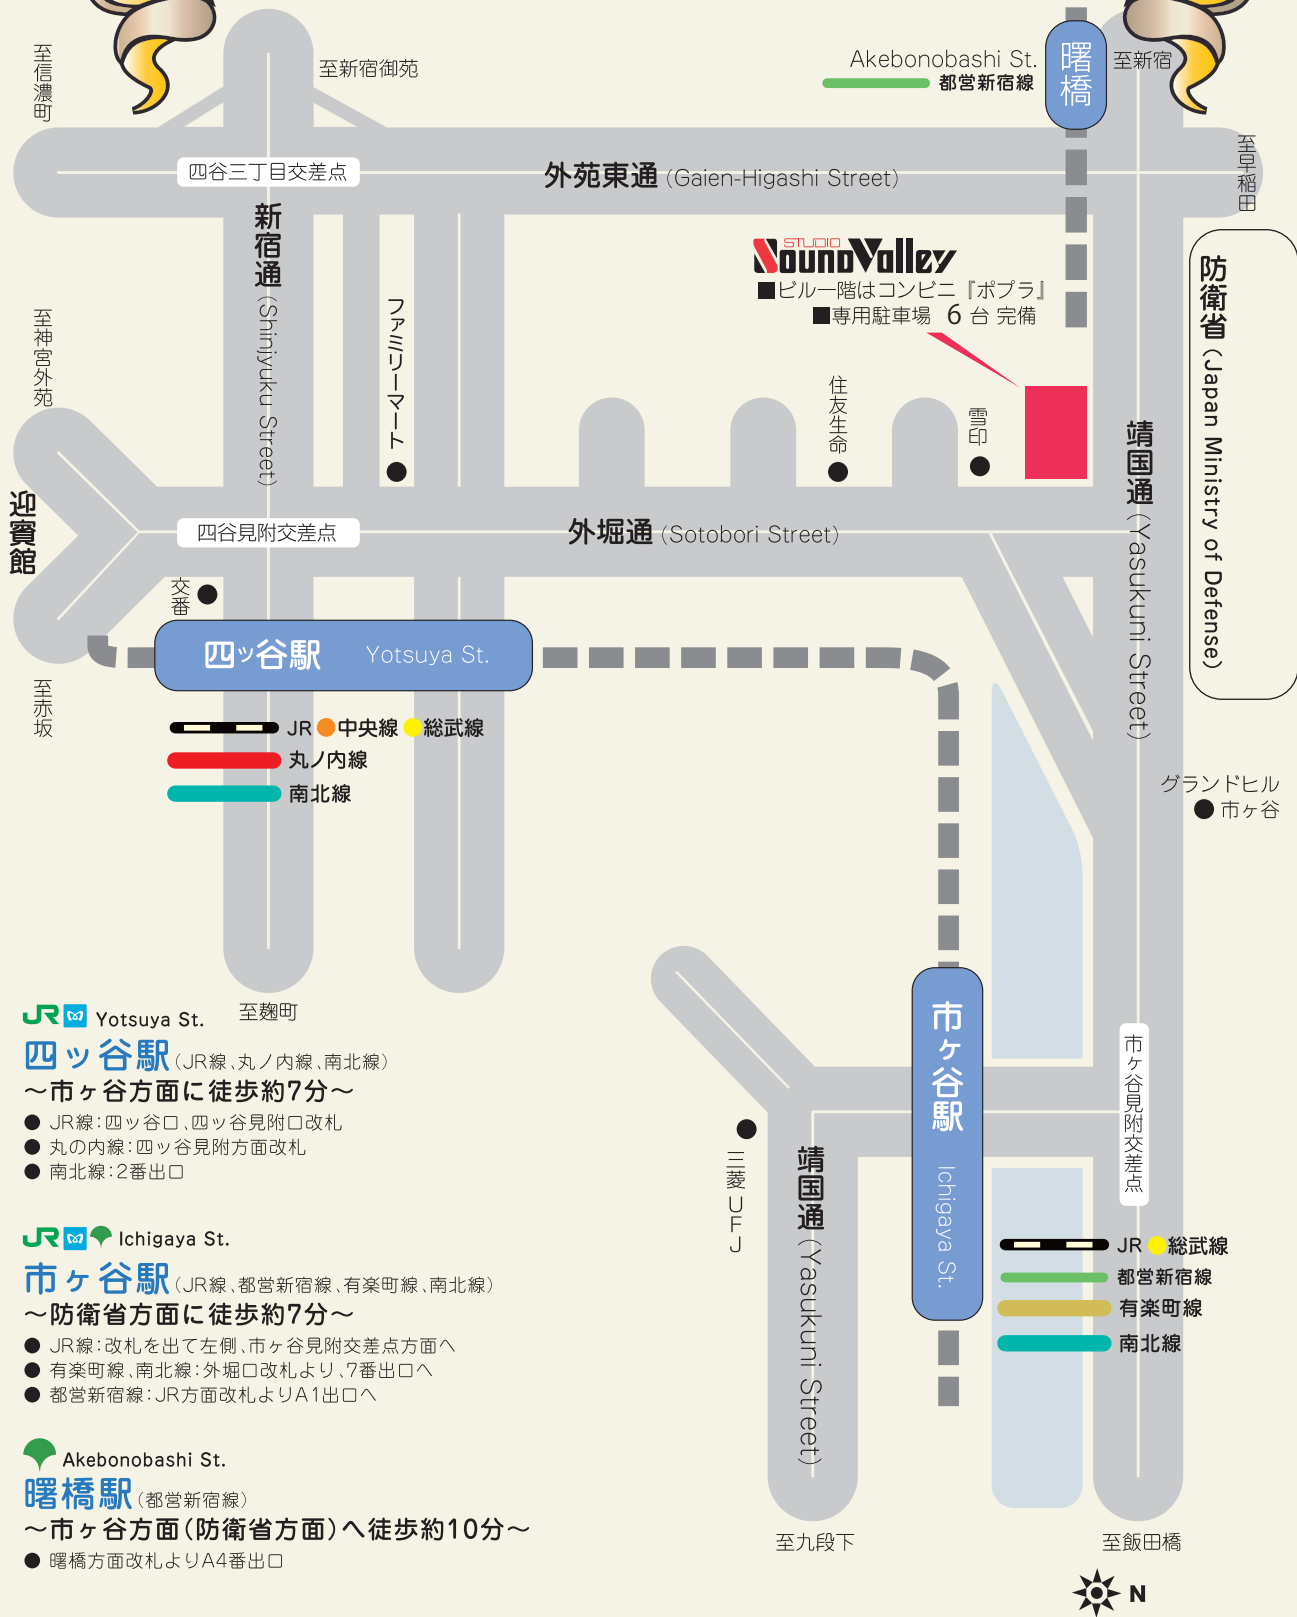 至信濃町
至新宿御苑
Akebonobashi St.
都営新宿線
曙橋
至新宿
四谷三丁目交差点
外苑東通 (Gaien-Higashi Street)
至早稲田
新宿通 (Shinjyuku Street)
STUDIO
SoundValley
■ビル一階はコンビニ『ポプラ』
■専用駐車場 6 台 完備
防衛省 (Japan Ministry of Defense)
至神宮外苑
ファミリーマート
住友生命
雪印
靖国通 (Yasukuni Street)
迎賓館
四谷見附交差点
外堀通 (Sotobori Street)
交番
四ッ谷駅 Yotsuya St.
至赤坂
JR 中央線 総武線
丸ノ内線
南北線
グランドヒル
● 市ヶ谷
至麹町
JR Yotsuya St.
四ッ谷駅 (JR線、丸ノ内線、南北線)
～市ヶ谷方面に徒歩約7分～
● JR線：四ッ谷口、四ッ谷見附口改札
● 丸の内線：四ッ谷見附方面改札
● 南北線：2番出口
市ヶ谷駅 Ichigaya St.
市ヶ谷見附交差点
三菱UFJ
靖国通 (Yasukuni Street)
JR 総武線
都営新宿線
有楽町線
南北線
JR Ichigaya St.
市ヶ谷駅 (JR線、都営新宿線、有楽町線、南北線)
～防衛省方面に徒歩約7分～
● JR線：改札を出て左側、市ヶ谷見附交差点方面へ
● 有楽町線、南北線：外堀口改札より、7番出口へ
● 都営新宿線：JR方面改札よりA1出口へ
Akebonobashi St.
曙橋駅 (都営新宿線)
～市ヶ谷方面(防衛省方面)へ徒歩約10分～
● 曙橋方面改札よりA4番出口
至九段下
至飯田橋
N